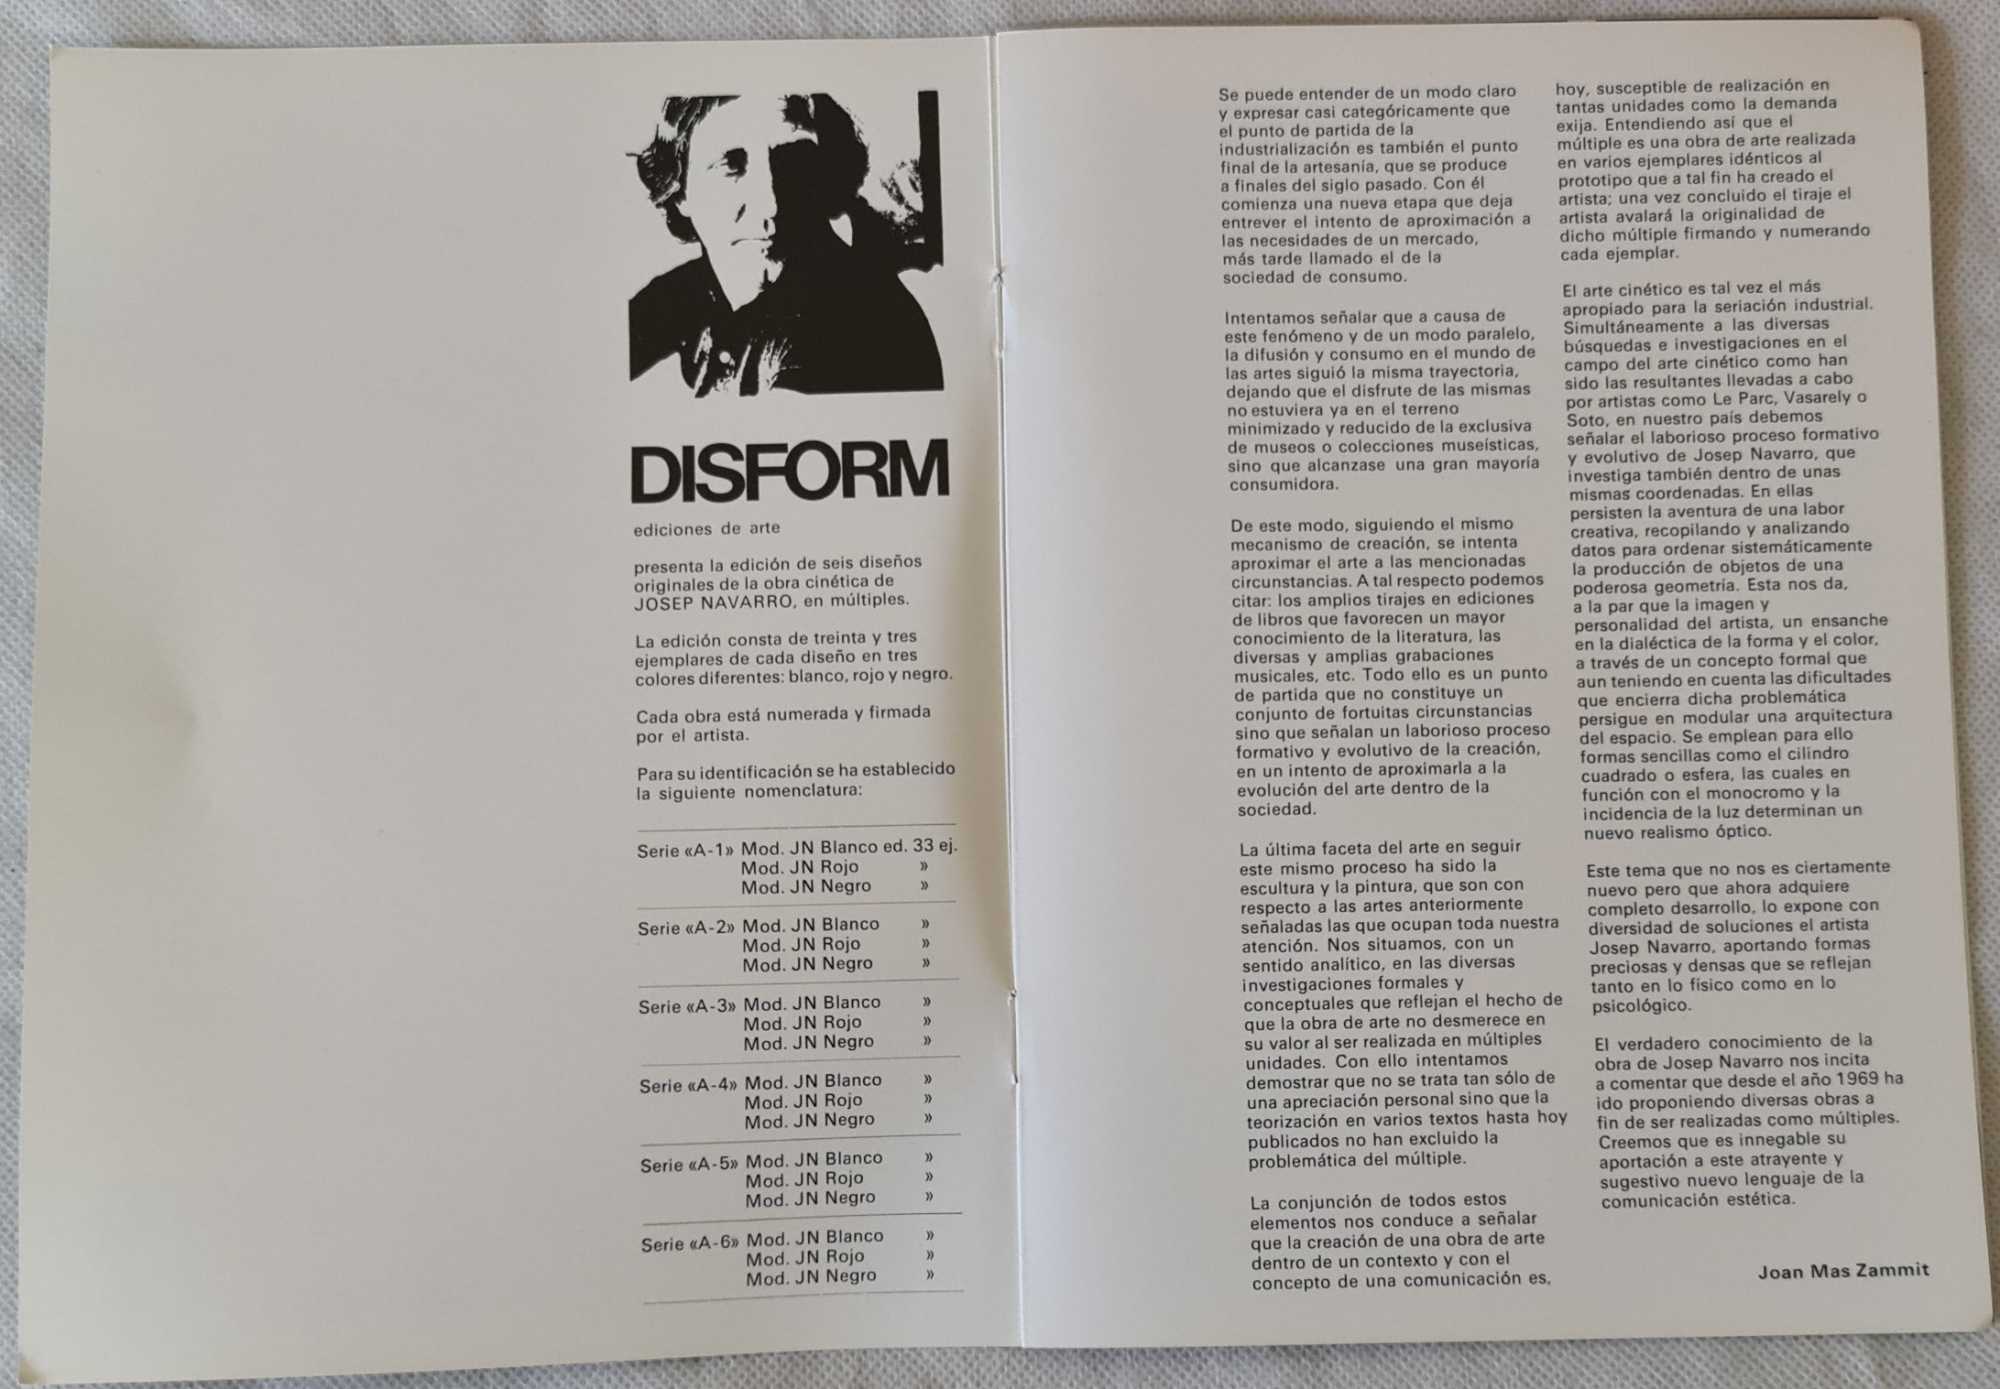 DISFORM
ediciones de arte
presenta la edición de seis diseños
originales de la obra cinética de
JOSEP NAVARRO, en múltiples.
La edición consta de treinta y tres
ejemplares de cada diseño en tres
colores diferentes: blanco, rojo y negro.
Cada obra está numerada y firmada
por el artista.
Para su identificación se ha establecido
la siguiente nomenclatura:
Serie «A-1» Mod. JN Blanco ed. 33 ej.
Mod. JN Rojo »
Mod. JN Negro »
Serie «A-2» Mod. JN Blanco »
Mod. JN Rojo »
Mod. JN Negro »
Serie «A-3» Mod. JN Blanco »
Mod. JN Rojo »
Mod. JN Negro »
Serie «A-4» Mod. JN Blanco »
Mod. JN Rojo »
Mod. JN Negro »
Serie «A-5» Mod. JN Blanco »
Mod. JN Rojo »
Mod. JN Negro »
Serie «A-6» Mod. JN Blanco »
Mod. JN Rojo »
Mod. JN Negro »
Se puede entender de un modo claro
y expresar casi categóricamente que
el punto de partida de la
industrialización es también el punto
final de la artesanía, que se produce
a finales del siglo pasado. Con él
comienza una nueva etapa que deja
entrever el intento de aproximación a
las necesidades de un mercado,
más tarde llamado el de la
sociedad de consumo.
Intentamos señalar que a causa de
este fenómeno y de un modo paralelo,
la difusión y consumo en el mundo de
las artes siguió la misma trayectoria,
dejando que el disfrute de las mismas
no estuviera ya en el terreno
minimizado y reducido de la exclusiva
de museos o colecciones museísticas,
sino que alcanzase una gran mayoría
consumidora.
De este modo, siguiendo el mismo
mecanismo de creación, se intenta
aproximar el arte a las mencionadas
circunstancias. A tal respecto podemos
citar: los amplios tirajes en ediciones
de libros que favorecen un mayor
conocimiento de la literatura, las
diversas y amplias grabaciones
musicales, etc. Todo ello es un punto
de partida que no constituye un
conjunto de fortuitas circunstancias
sino que señalan un laborioso proceso
formativo y evolutivo de la creación,
en un intento de aproximarla a la
evolución del arte dentro de la
sociedad.
La última faceta del arte en seguir
este mismo proceso ha sido la
escultura y la pintura, que son con
respecto a las artes anteriormente
señaladas las que ocupan toda nuestra
atención. Nos situamos, con un
sentido analítico, en las diversas
investigaciones formales y
conceptuales que reflejan el hecho de
que la obra de arte no desmerece en
su valor al ser realizada en múltiples
unidades. Con ello intentamos
demostrar que no se trata tan sólo de
una apreciación personal sino que la
teorización en varios textos hasta hoy
publicados no han excluido la
problemática del múltiple.
La conjunción de todos estos
elementos nos conduce a señalar
que la creación de una obra de arte
dentro de un contexto y con el
concepto de una comunicación es,
hoy, susceptible de realización en
tantas unidades como la demanda
exija. Entendiendo así que el
múltiple es una obra de arte realizada
en varios ejemplares idénticos al
prototipo que a tal fin ha creado el
artista; una vez concluido el tiraje el
artista avalará la originalidad de
dicho múltiple firmando y numerando
cada ejemplar.
El arte cinético es tal vez el más
apropiado para la seriación industrial.
Simultáneamente a las diversas
búsquedas e investigaciones en el
campo del arte cinético como han
sido las resultantes llevadas a cabo
por artistas como Le Parc, Vasarely o
Soto, en nuestro país debemos
señalar el laborioso proceso formativo
y evolutivo de Josep Navarro, que
investiga también dentro de unas
mismas coordenadas. En ellas
persisten la aventura de una labor
creativa, recopilando y analizando
datos para ordenar sistemáticamente
la producción de objetos de una
poderosa geometría. Esta nos da,
a la par que la imagen y
personalidad del artista, un ensanche
en la dialéctica de la forma y el color,
a través de un concepto formal que
aun teniendo en cuenta las dificultades
que encierra dicha problemática
persigue en modular una arquitectura
del espacio. Se emplean para ello
formas sencillas como el cilindro
cuadrado o esfera, las cuales en
función con el monocromo y la
incidencia de la luz determinan un
nuevo realismo óptico.
Este tema que no nos es ciertamente
nuevo pero que ahora adquiere
completo desarrollo, lo expone con
diversidad de soluciones el artista
Josep Navarro, aportando formas
preciosas y densas que se reflejan
tanto en lo físico como en lo
psicológico.
El verdadero conocimiento de la
obra de Josep Navarro nos incita
a comentar que desde el año 1969 ha
ido proponiendo diversas obras a
fin de ser realizadas como múltiples.
Creemos que es innegable su
aportación a este atrayente y
sugestivo nuevo lenguaje de la
comunicación estética.
Joan Mas Zammit